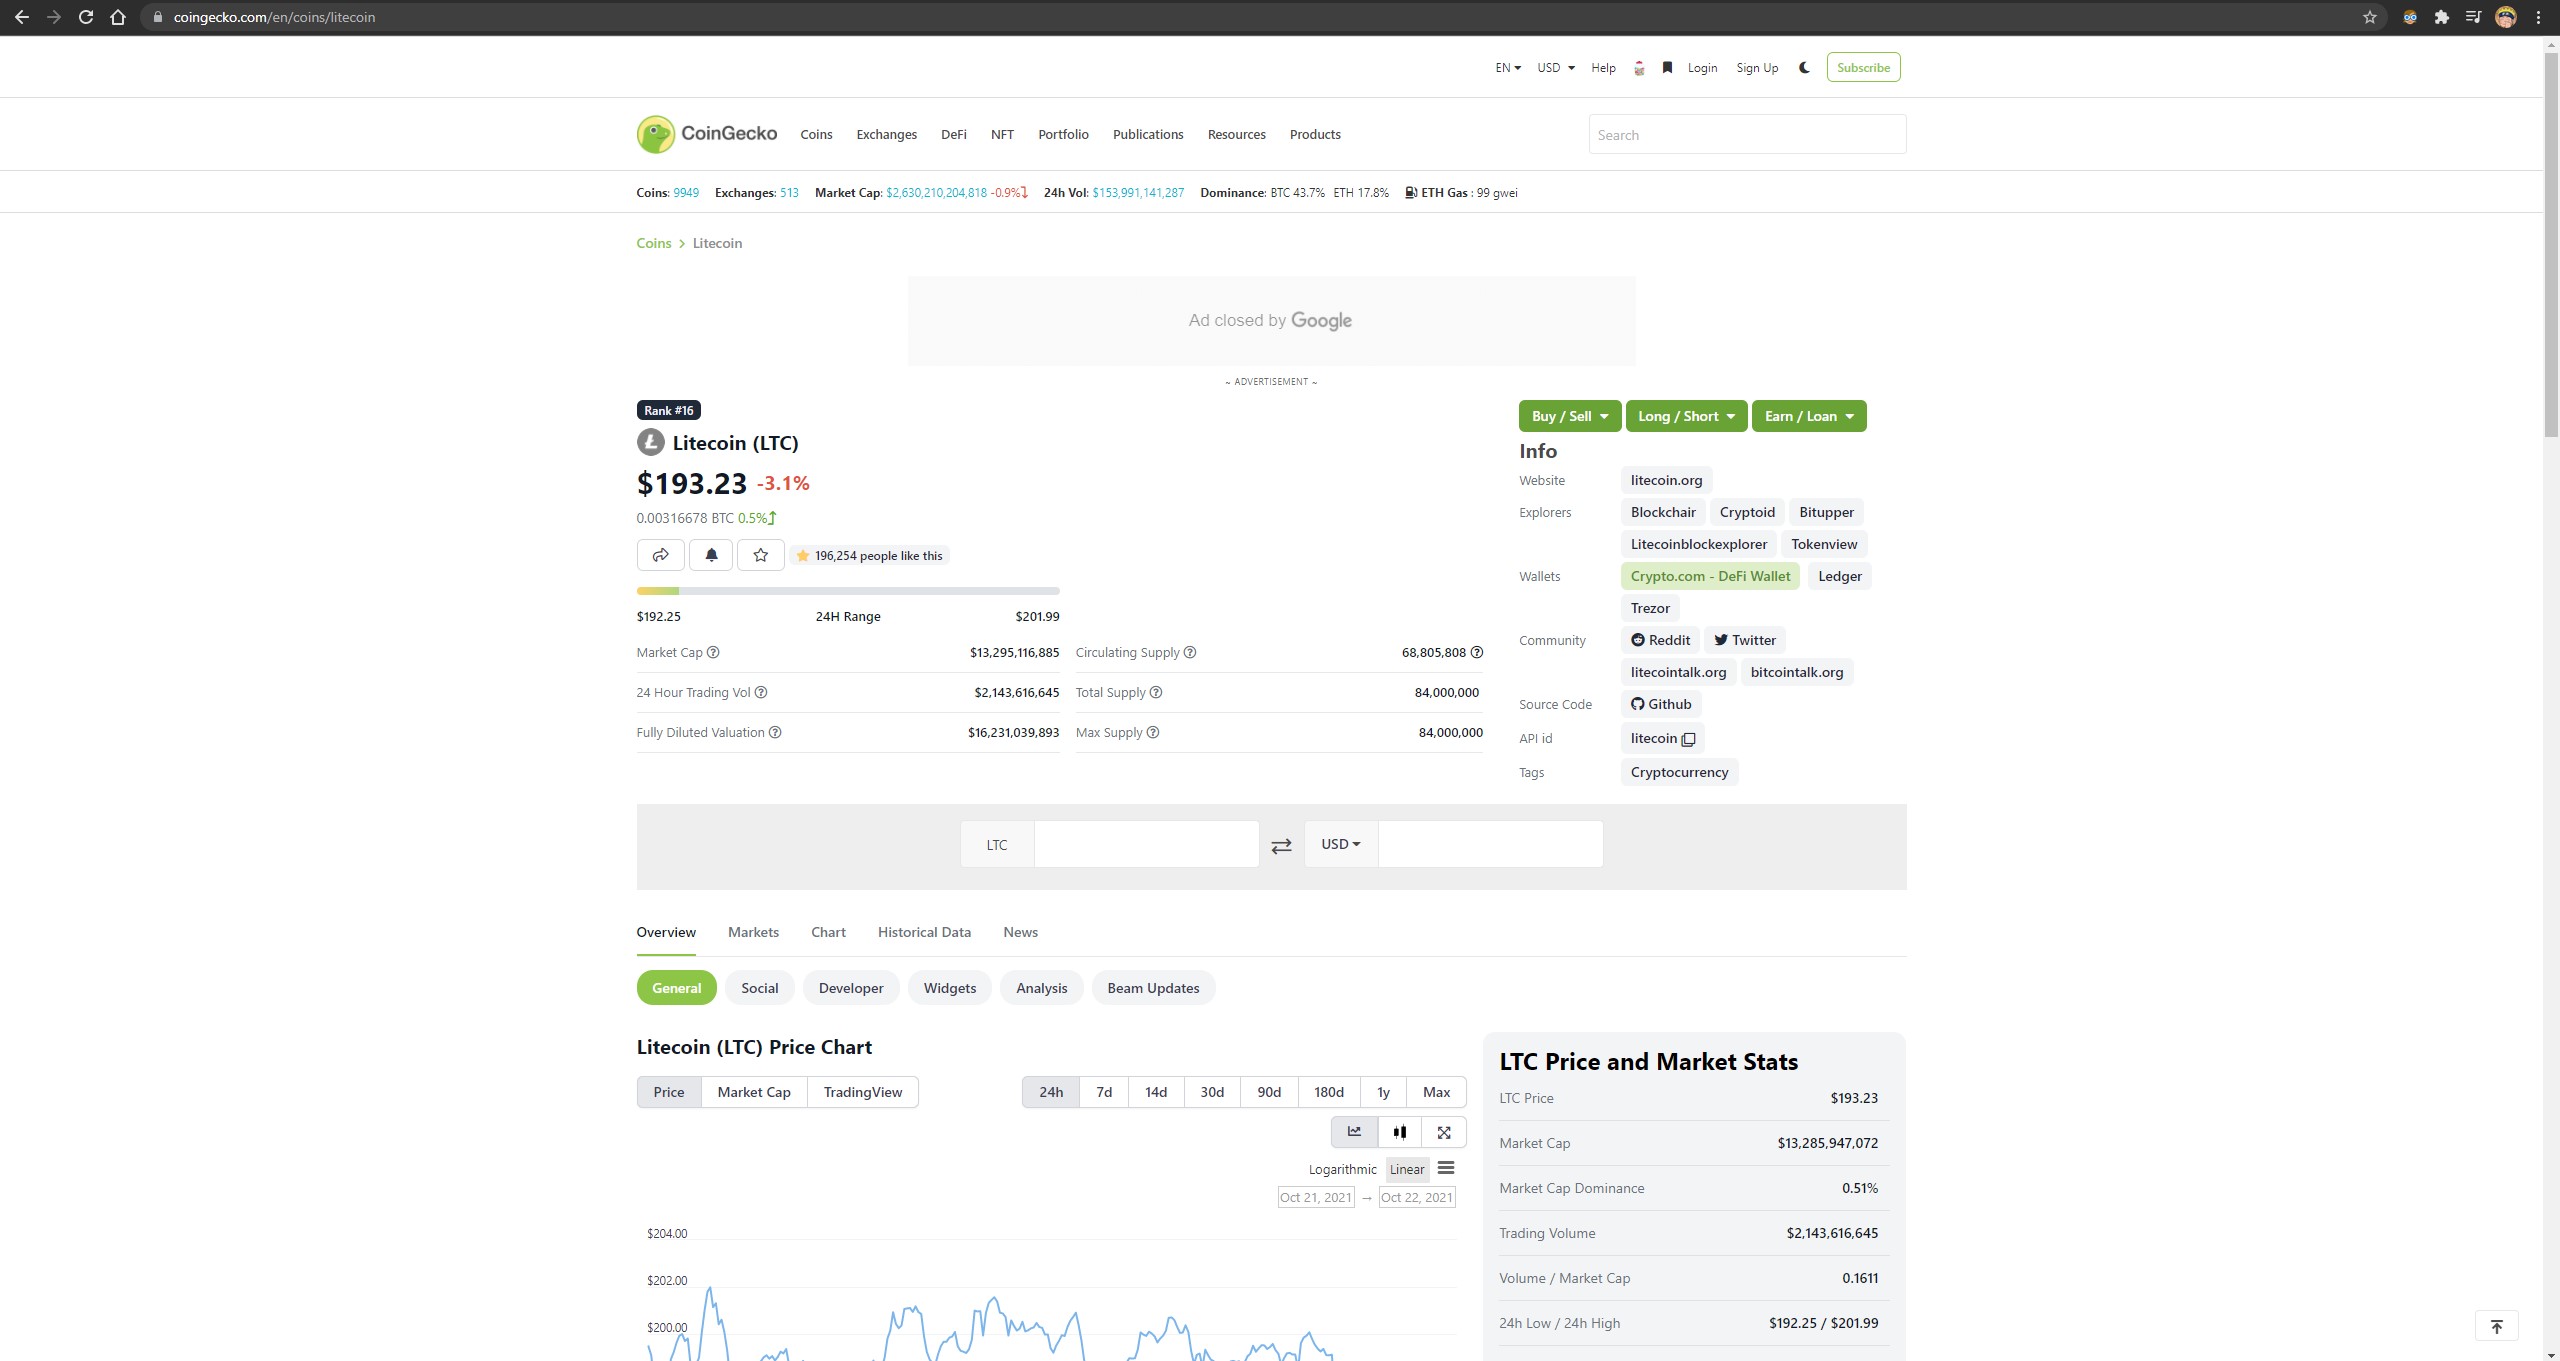 coingecko.com/en/coins/litecoin
EN USD Help Login Sign Up Subscribe
CoinGecko Coins Exchanges DeFi NFT Portfolio Publications Resources Products Search
Coins: 9949 Exchanges: 513 Market Cap: $2,630,210,204,818 -0.9% 24h Vol: $153,991,141,287 Dominance: BTC 43.7% ETH 17.8% ETH Gas : 99 gwei
Coins > Litecoin
Ad closed by Google
~ ADVERTISEMENT ~
Rank #16
Litecoin (LTC)
$193.23 -3.1%
0.00316678 BTC 0.5%
196,254 people like this
$192.25 24H Range $201.99
Market Cap $13,295,116,885
24 Hour Trading Vol $2,143,616,645
Fully Diluted Valuation $16,231,039,893
Circulating Supply 68,805,808
Total Supply 84,000,000
Max Supply 84,000,000
Buy / Sell Long / Short Earn / Loan
Info
Website litecoin.org
Explorers Blockchair Cryptoid Bitupper
Litecoinblockexplorer Tokenview
Wallets Crypto.com - DeFi Wallet Ledger
Trezor
Community Reddit Twitter
litecointalk.org bitcointalk.org
Source Code Github
API id litecoin
Tags Cryptocurrency
LTC USD
Overview Markets Chart Historical Data News
General Social Developer Widgets Analysis Beam Updates
Litecoin (LTC) Price Chart
Price Market Cap TradingView 24h 7d 14d 30d 90d 180d 1y Max
Logarithmic Linear
Oct 21, 2021 → Oct 22, 2021
$204.00
$202.00
$200.00
LTC Price and Market Stats
LTC Price $193.23
Market Cap $13,285,947,072
Market Cap Dominance 0.51%
Trading Volume $2,143,616,645
Volume / Market Cap 0.1611
24h Low / 24h High $192.25 / $201.99